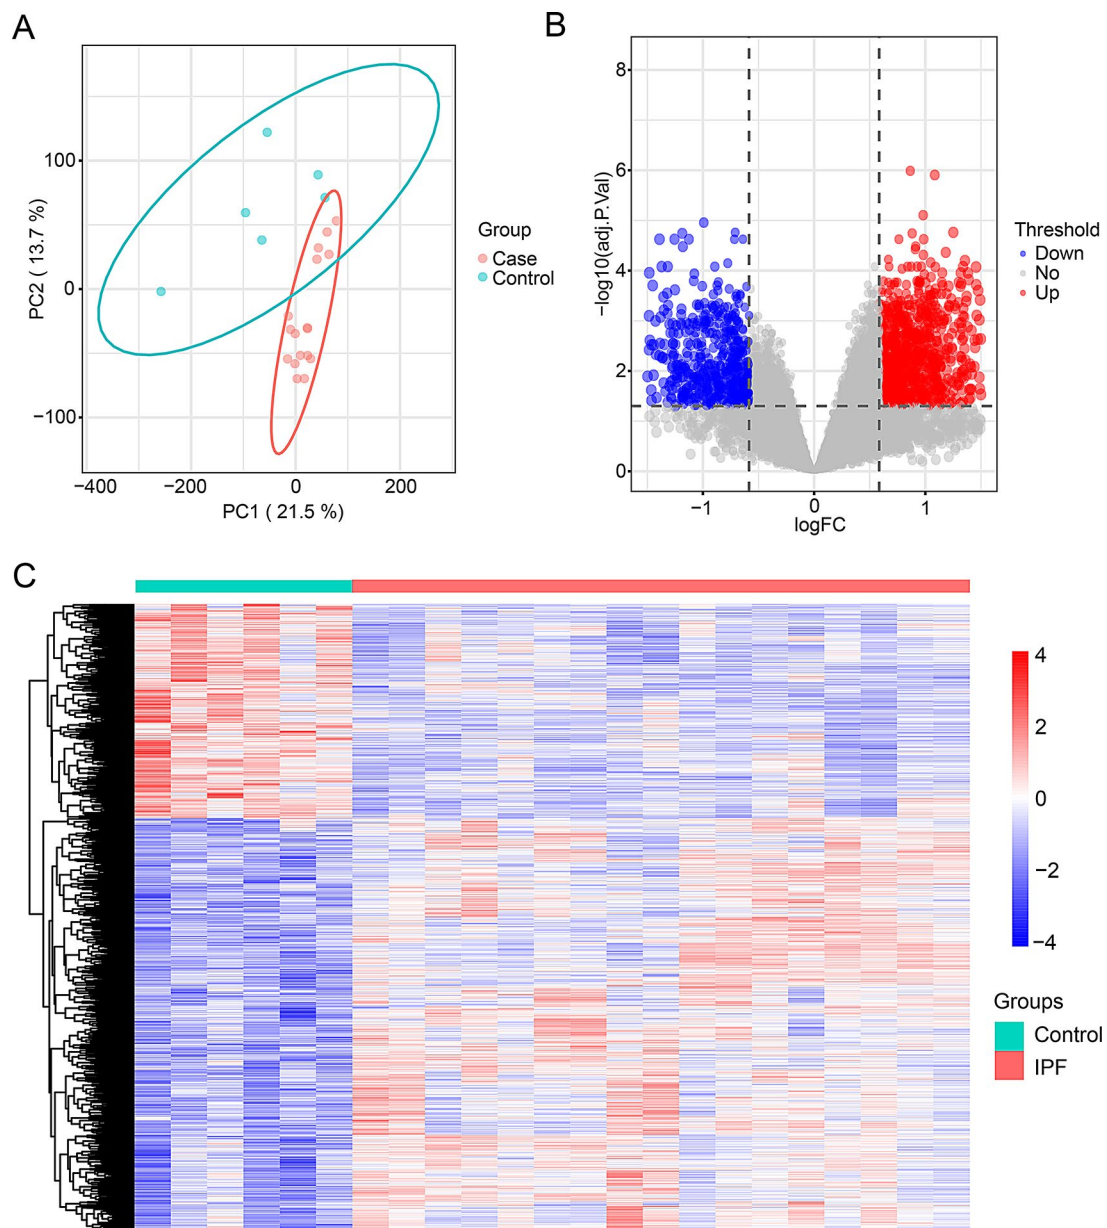 A
100
0
−100
−400
−200
0
200
PC2 ( 13.7 %)
PC1 ( 21.5 %)
Group
Case
Control
B
8
6
4
2
0
−1
0
1
−log10(adj.P.Val)
logFC
Threshold
Down
No
Up
C
4
2
0
−2
−4
Groups
Control
IPF